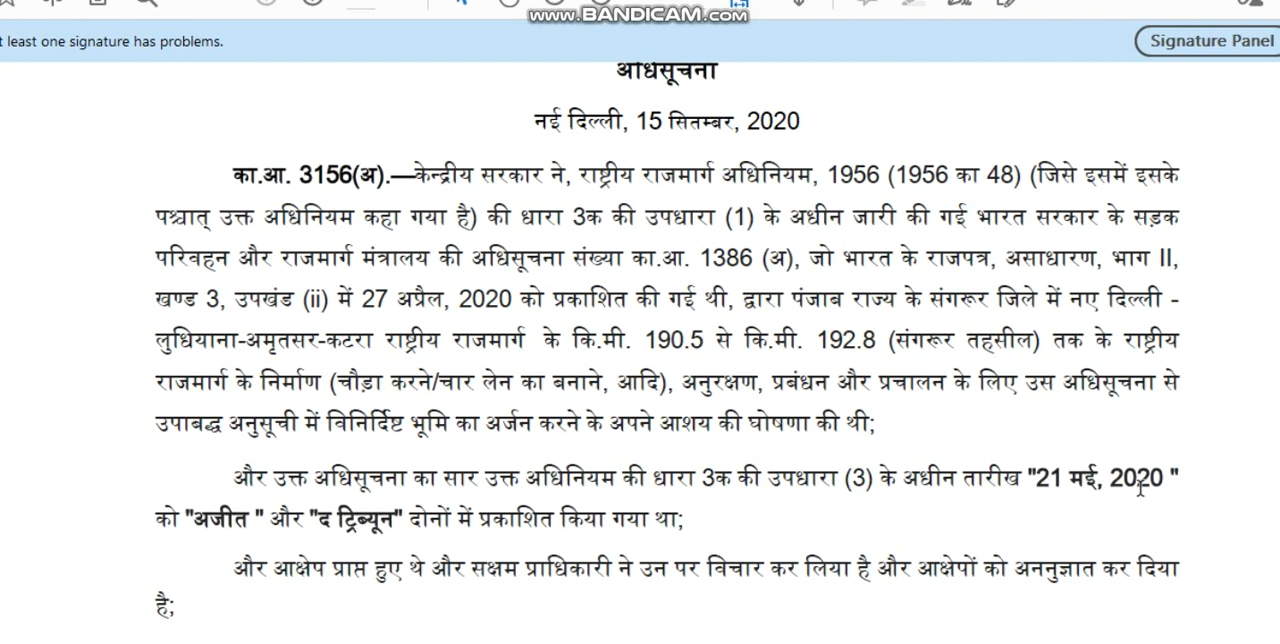 www.BANDICAM.com
t least one signature has problems.
Signature Panel
अधिसूचना
नई दिल्ली, 15 सितम्बर, 2020
का.आ. 3156(अ).—केन्द्रीय सरकार ने, राष्ट्रीय राजमार्ग अधिनियम, 1956 (1956 का 48) (जिसे इसमें इसके
पश्चात् उक्त अधिनियम कहा गया है) की धारा 3क की उपधारा (1) के अधीन जारी की गई भारत सरकार के सड़क
परिवहन और राजमार्ग मंत्रालय की अधिसूचना संख्या का.आ. 1386 (अ), जो भारत के राजपत्र, असाधारण, भाग II,
खण्ड 3, उपखंड (ii) में 27 अप्रैल, 2020 को प्रकाशित की गई थी, द्वारा पंजाब राज्य के संगरूर जिले में नए दिल्ली -
लुधियाना-अमृतसर-कटरा राष्ट्रीय राजमार्ग के कि.मी. 190.5 से कि.मी. 192.8 (संगरूर तहसील) तक के राष्ट्रीय
राजमार्ग के निर्माण (चौड़ा करने/चार लेन का बनाने, आदि), अनुरक्षण, प्रबंधन और प्रचालन के लिए उस अधिसूचना से
उपाबद्ध अनुसूची में विनिर्दिष्ट भूमि का अर्जन करने के अपने आशय की घोषणा की थी;
और उक्त अधिसूचना का सार उक्त अधिनियम की धारा 3क की उपधारा (3) के अधीन तारीख "21 मई, 2020 "
को "अजीत " और "द ट्रिब्यून" दोनों में प्रकाशित किया गया था;
और आक्षेप प्राप्त हुए थे और सक्षम प्राधिकारी ने उन पर विचार कर लिया है और आक्षेपों को अननुज्ञात कर दिया
है;